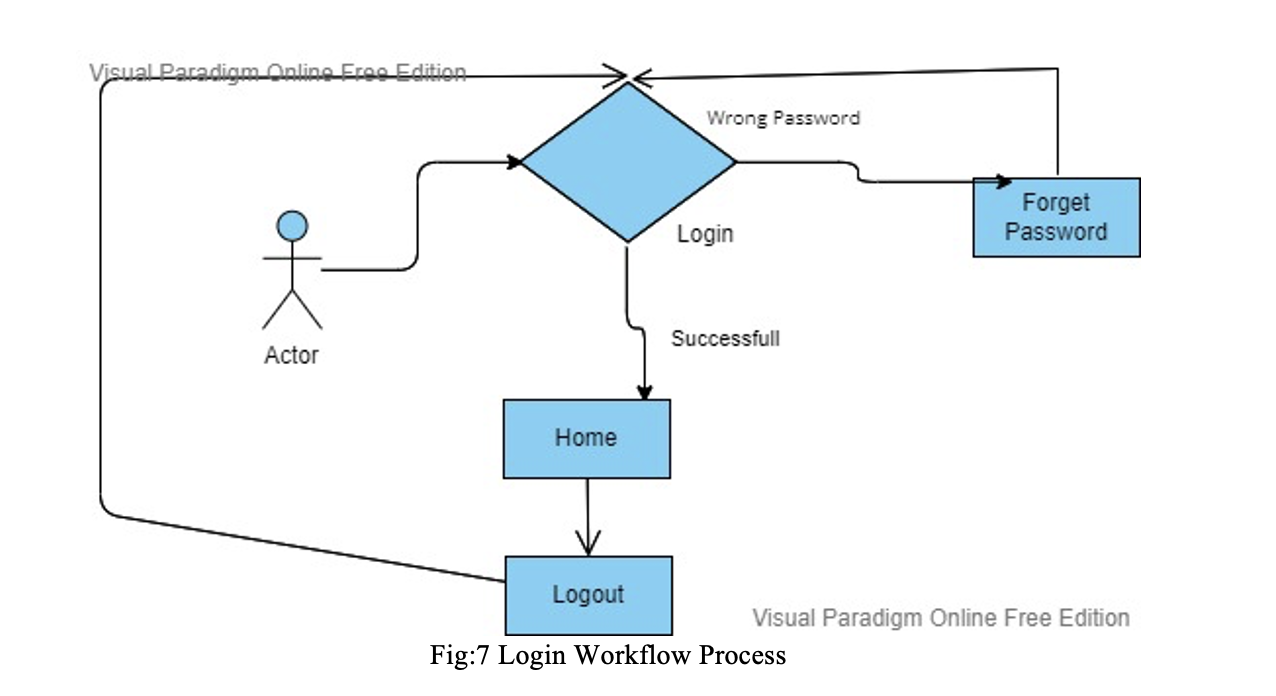 Visual Paradigm Online Free Edition
Wrong Password
Forget
Password
Login
Actor
Successfull
Home
Logout
Visual Paradigm Online Free Edition
Fig:7 Login Workflow Process